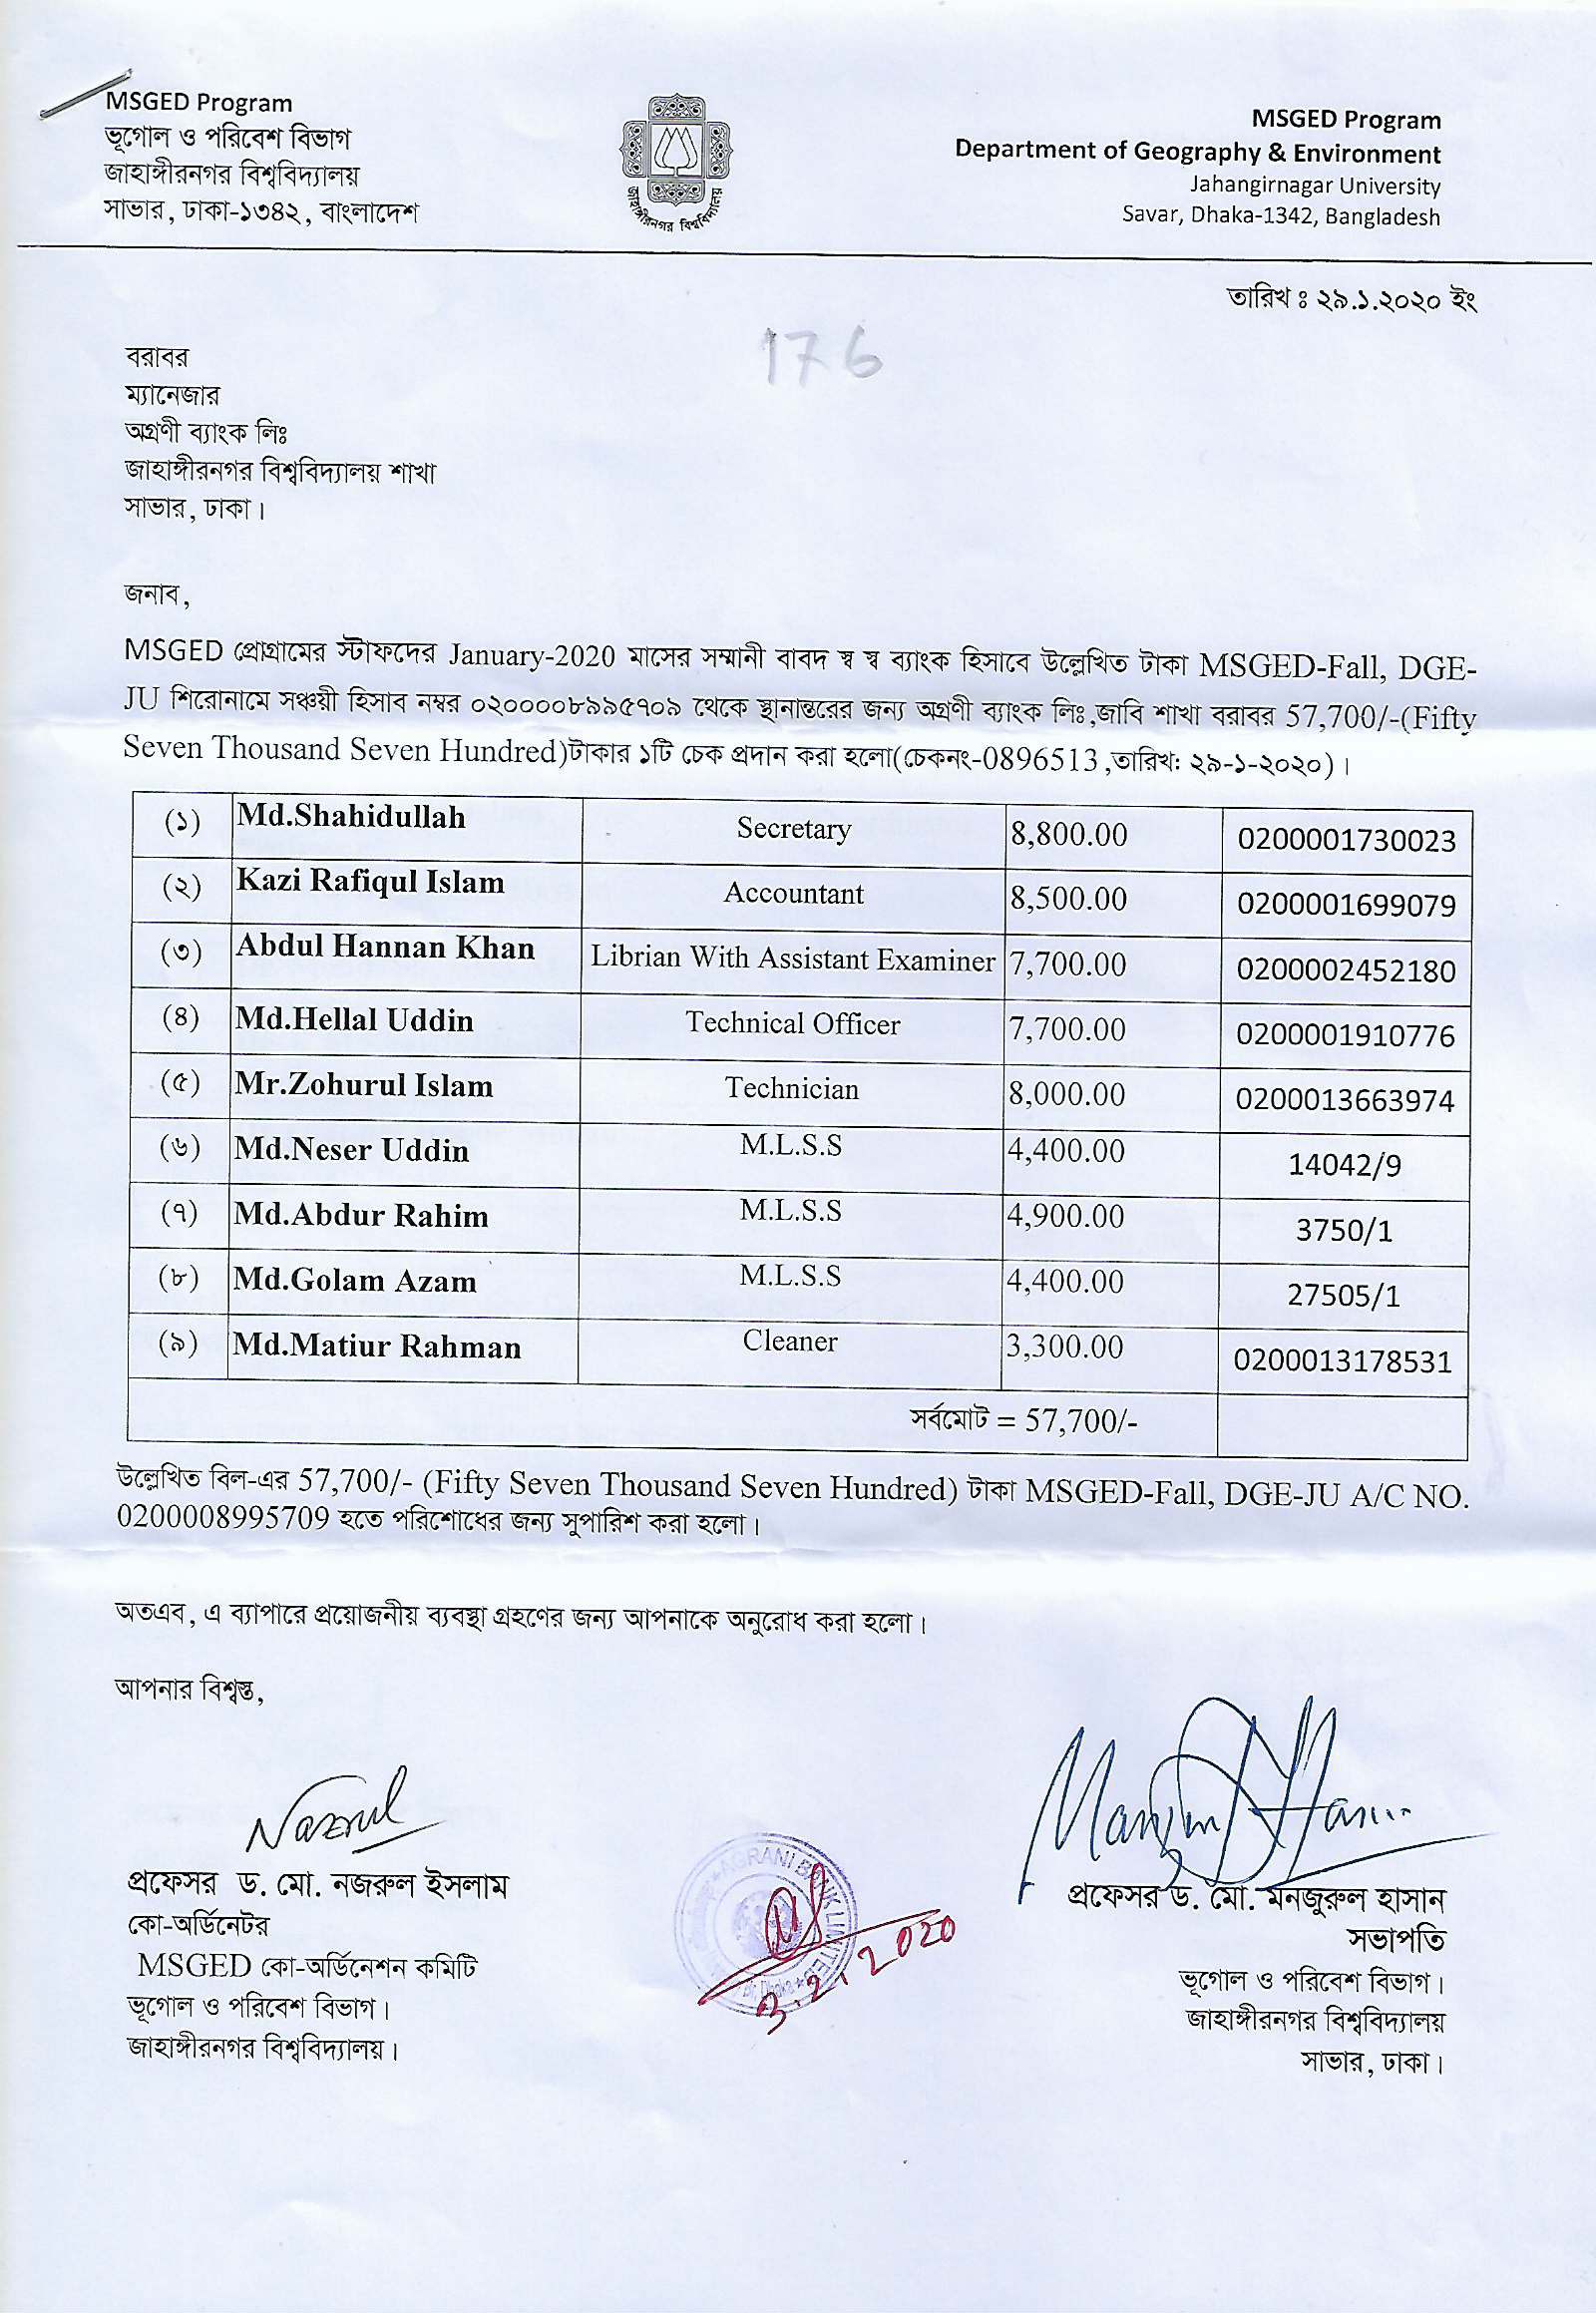 MSGED Program
ভূগোল ও পরিবেশ বিভাগ
জাহাঙ্গীরনগর বিশ্ববিদ্যালয়
সাভার, ঢাকা-১৩৪২, বাংলাদেশ
জাহাঙ্গীরনগর বিশ্ববিদ্যালয়
MSGED Program
Department of Geography & Environment
Jahangirnagar University
Savar, Dhaka-1342, Bangladesh
তারিখ ঃ ২৯.১.২০২০ ইং
176
বরাবর
ম্যানেজার
অগ্রণী ব্যাংক লিঃ
জাহাঙ্গীরনগর বিশ্ববিদ্যালয় শাখা
সাভার, ঢাকা।
জনাব,
MSGED প্রোগ্রামের স্টাফদের January-2020 মাসের সম্মানী বাবদ স্ব স্ব ব্যাংক হিসাবে উল্লেখিত টাকা MSGED-Fall, DGE-
JU শিরোনামে সঞ্চয়ী হিসাব নম্বর ০২০০০০৮৯৯৫৭০৯ থেকে স্থানান্তরের জন্য অগ্রণী ব্যাংক লিঃ,জাবি শাখা বরাবর 57,700/-(Fifty
Seven Thousand Seven Hundred)টাকার ১টি চেক প্রদান করা হলো(চেকনং-0896513,তারিখঃ ২৯-১-২০২০)।
(১) Md.Shahidullah Secretary 8,800.00 0200001730023
(২) Kazi Rafiqul Islam Accountant 8,500.00 0200001699079
(৩) Abdul Hannan Khan Librian With Assistant Examiner 7,700.00 0200002452180
(৪) Md.Hellal Uddin Technical Officer 7,700.00 0200001910776
(৫) Mr.Zohurul Islam Technician 8,000.00 0200013663974
(৬) Md.Neser Uddin M.L.S.S 4,400.00 14042/9
(৭) Md.Abdur Rahim M.L.S.S 4,900.00 3750/1
(৮) Md.Golam Azam M.L.S.S 4,400.00 27505/1
(৯) Md.Matiur Rahman Cleaner 3,300.00 0200013178531
সর্বমোট = 57,700/-
উল্লেখিত বিল-এর 57,700/- (Fifty Seven Thousand Seven Hundred) টাকা MSGED-Fall, DGE-JU A/C NO.
0200008995709 হতে পরিশোধের জন্য সুপারিশ করা হলো।
অতএব, এ ব্যাপারে প্রয়োজনীয় ব্যবস্থা গ্রহণের জন্য আপনাকে অনুরোধ করা হলো।
আপনার বিশ্বস্ত,
Nazrul
প্রফেসর ড. মো. নজরুল ইসলাম
কো-অর্ডিনেটর
MSGED কো-অর্ডিনেশন কমিটি
ভূগোল ও পরিবেশ বিভাগ।
জাহাঙ্গীরনগর বিশ্ববিদ্যালয়।
AGRANI BANK LIMITED
Dhaka
3.2.2020
প্রফেসর ড. মো. মনজুরুল হাসান
সভাপতি
ভূগোল ও পরিবেশ বিভাগ।
জাহাঙ্গীরনগর বিশ্ববিদ্যালয়
সাভার, ঢাকা।